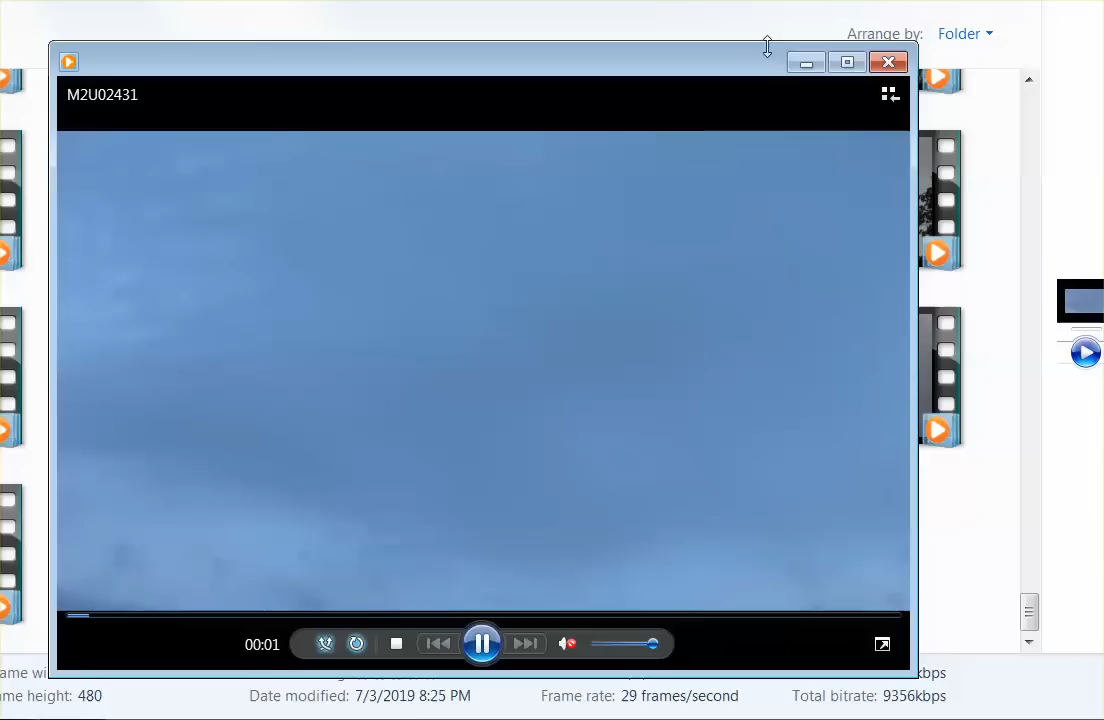 Arrange by: Folder
M2U02431
00:01
kbps
ame height: 480 Date modified: 7/3/2019 8:25 PM Frame rate: 29 frames/second Total bitrate: 9356kbps